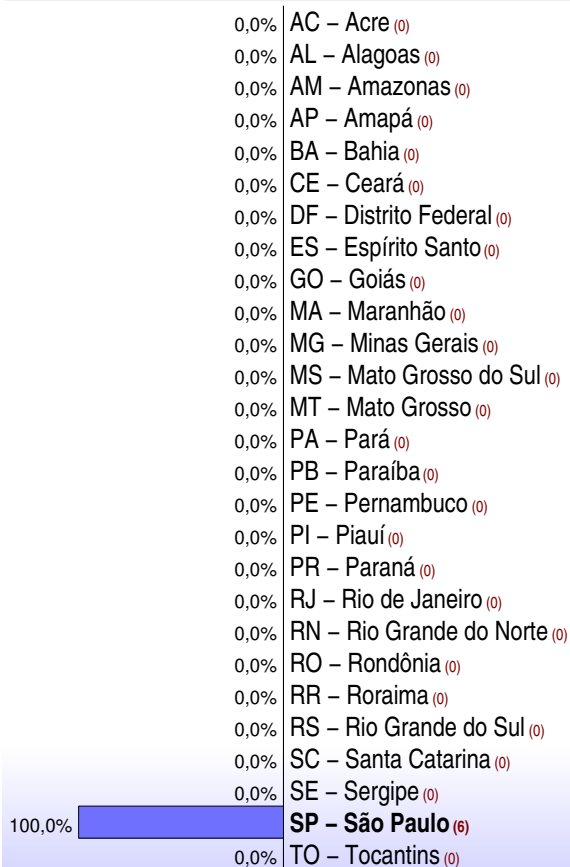 0,0% AC – Acre (0)
0,0% AL – Alagoas (0)
0,0% AM – Amazonas (0)
0,0% AP – Amapá (0)
0,0% BA – Bahia (0)
0,0% CE – Ceará (0)
0,0% DF – Distrito Federal (0)
0,0% ES – Espírito Santo (0)
0,0% GO – Goiás (0)
0,0% MA – Maranhão (0)
0,0% MG – Minas Gerais (0)
0,0% MS – Mato Grosso do Sul (0)
0,0% MT – Mato Grosso (0)
0,0% PA – Pará (0)
0,0% PB – Paraíba (0)
0,0% PE – Pernambuco (0)
0,0% PI – Piauí (0)
0,0% PR – Paraná (0)
0,0% RJ – Rio de Janeiro (0)
0,0% RN – Rio Grande do Norte (0)
0,0% RO – Rondônia (0)
0,0% RR – Roraima (0)
0,0% RS – Rio Grande do Sul (0)
0,0% SC – Santa Catarina (0)
0,0% SE – Sergipe (0)
100,0% SP – São Paulo (6)
0,0% TO – Tocantins (0)